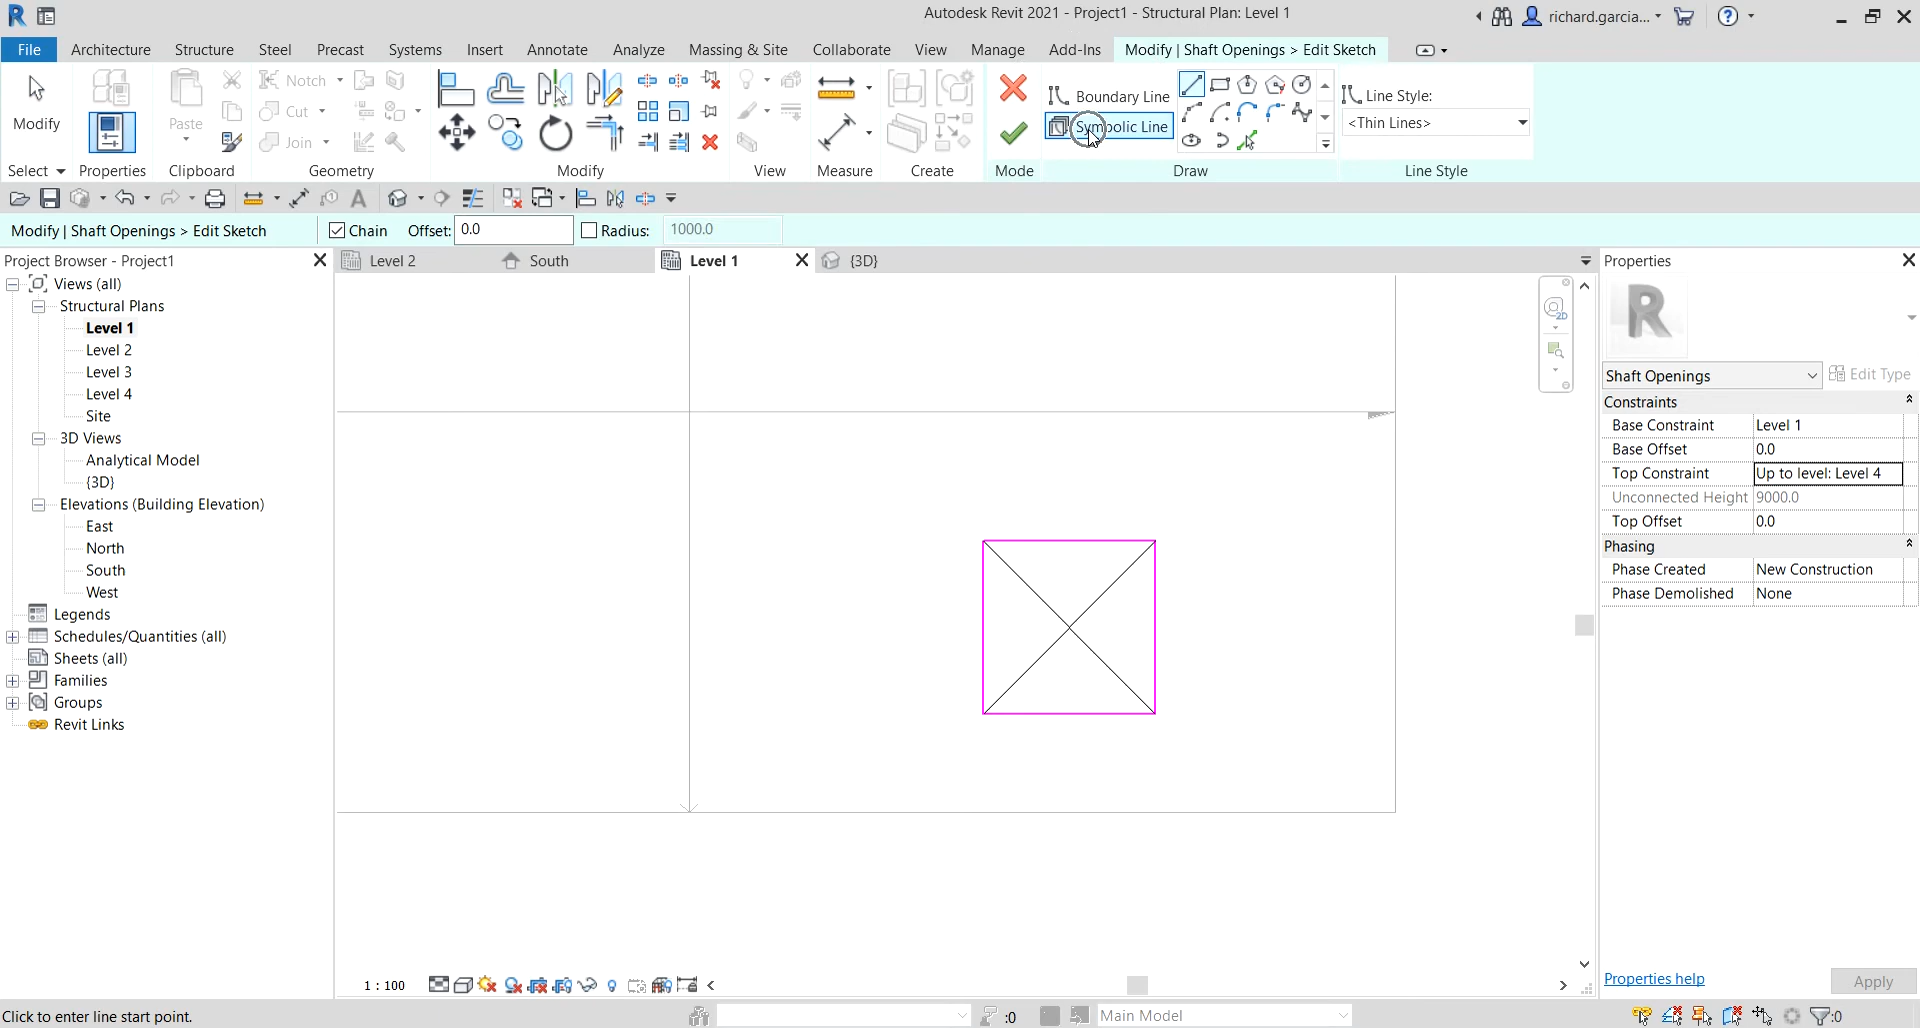 Autodesk Revit 2021 - Project1 - Structural Plan: Level 1
richard.garcia...
File
Architecture
Structure
Steel
Precast
Systems
Insert
Annotate
Analyze
Massing & Site
Collaborate
View
Manage
Add-Ins
Modify | Shaft Openings > Edit Sketch
Modify
Paste
Notch
Cut
Join
Boundary Line
Symbolic Line
Line Style:
<Thin Lines>
Select
Properties
Clipboard
Geometry
Modify
View
Measure
Create
Mode
Draw
Line Style
Modify | Shaft Openings > Edit Sketch
Chain
Offset:
0.0
Radius:
1000.0
Project Browser - Project1
Views (all)
Structural Plans
Level 1
Level 2
Level 3
Level 4
Site
3D Views
Analytical Model
{3D}
Elevations (Building Elevation)
East
North
South
West
Legends
Schedules/Quantities (all)
Sheets (all)
Families
Groups
Revit Links
Level 2
South
Level 1
{3D}
2D
Properties
R
Shaft Openings
Edit Type
Constraints
Base Constraint Level 1
Base Offset 0.0
Top Constraint Up to level: Level 4
Unconnected Height 9000.0
Top Offset 0.0
Phasing
Phase Created New Construction
Phase Demolished None
Properties help
Apply
1 : 100
Click to enter line start point.
:0
Main Model
:0